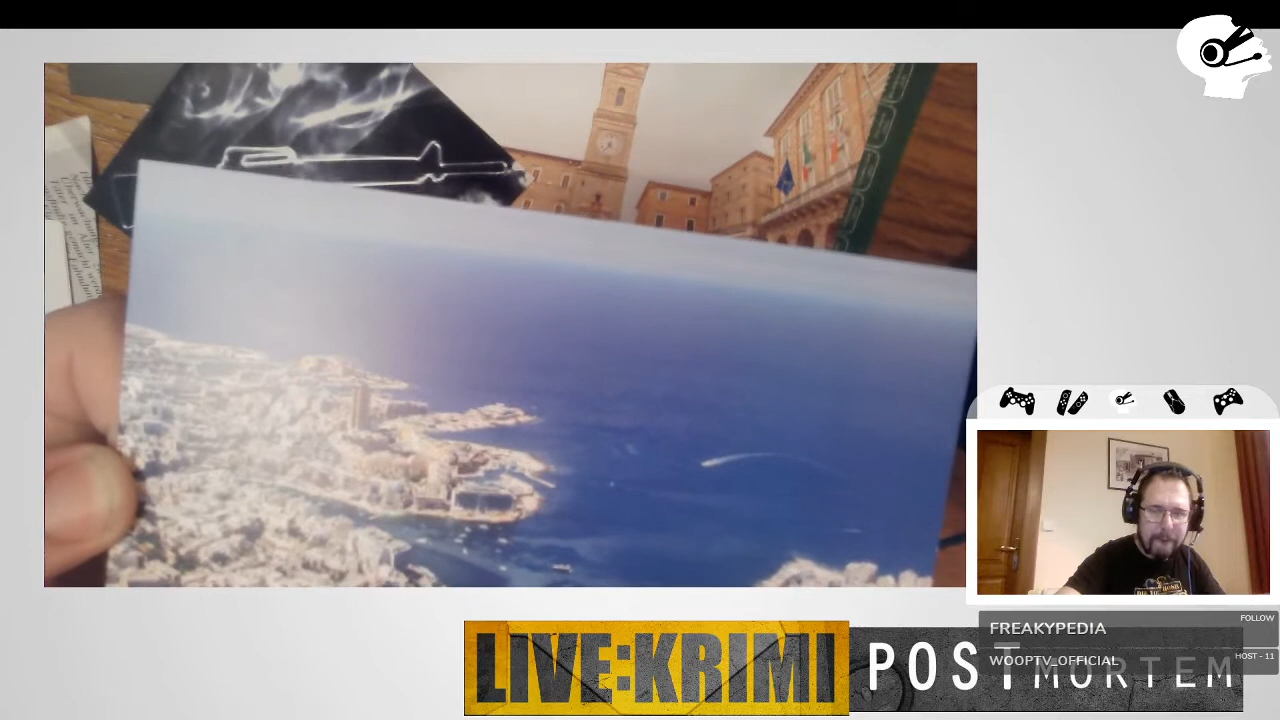 FOLLOW
FREAKYPEDIA
HOST - 11
WOOPTV_OFFICIAL
LIVE:KRIMI
POSTMORTEM